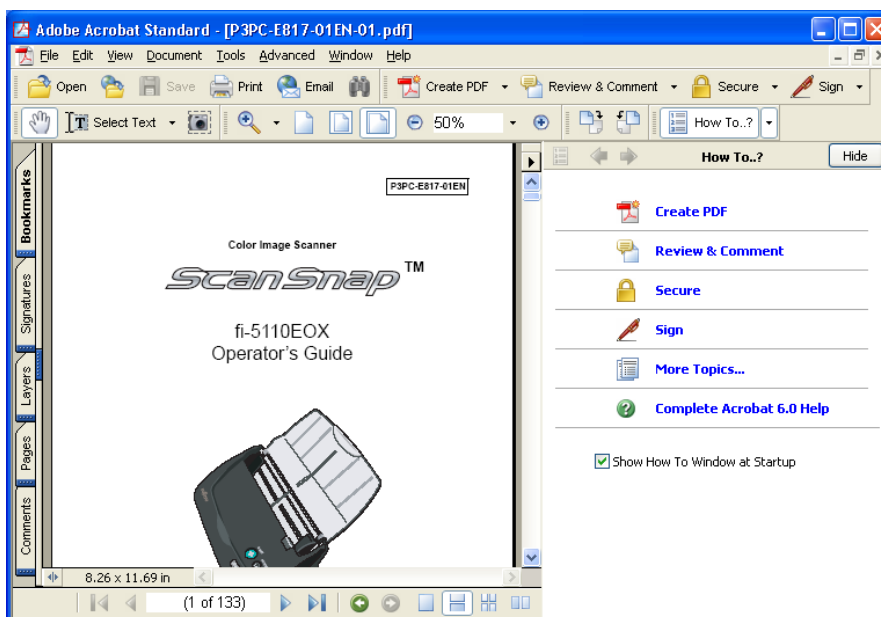 Adobe Acrobat Standard - [P3PC-E817-01EN-01.pdf]
File Edit View Document Tools Advanced Window Help
Open Save Print Email Create PDF Review & Comment Secure Sign
Select Text 50% How To..?
How To..? Hide
Bookmarks
Signatures
Layers
Pages
Comments
P3PC-E817-01EN
Color Image Scanner
ScanSnap™
fi-5110EOX
Operator's Guide
Create PDF
Review & Comment
Secure
Sign
More Topics...
Complete Acrobat 6.0 Help
Show How To Window at Startup
8.26 x 11.69 in
(1 of 133)